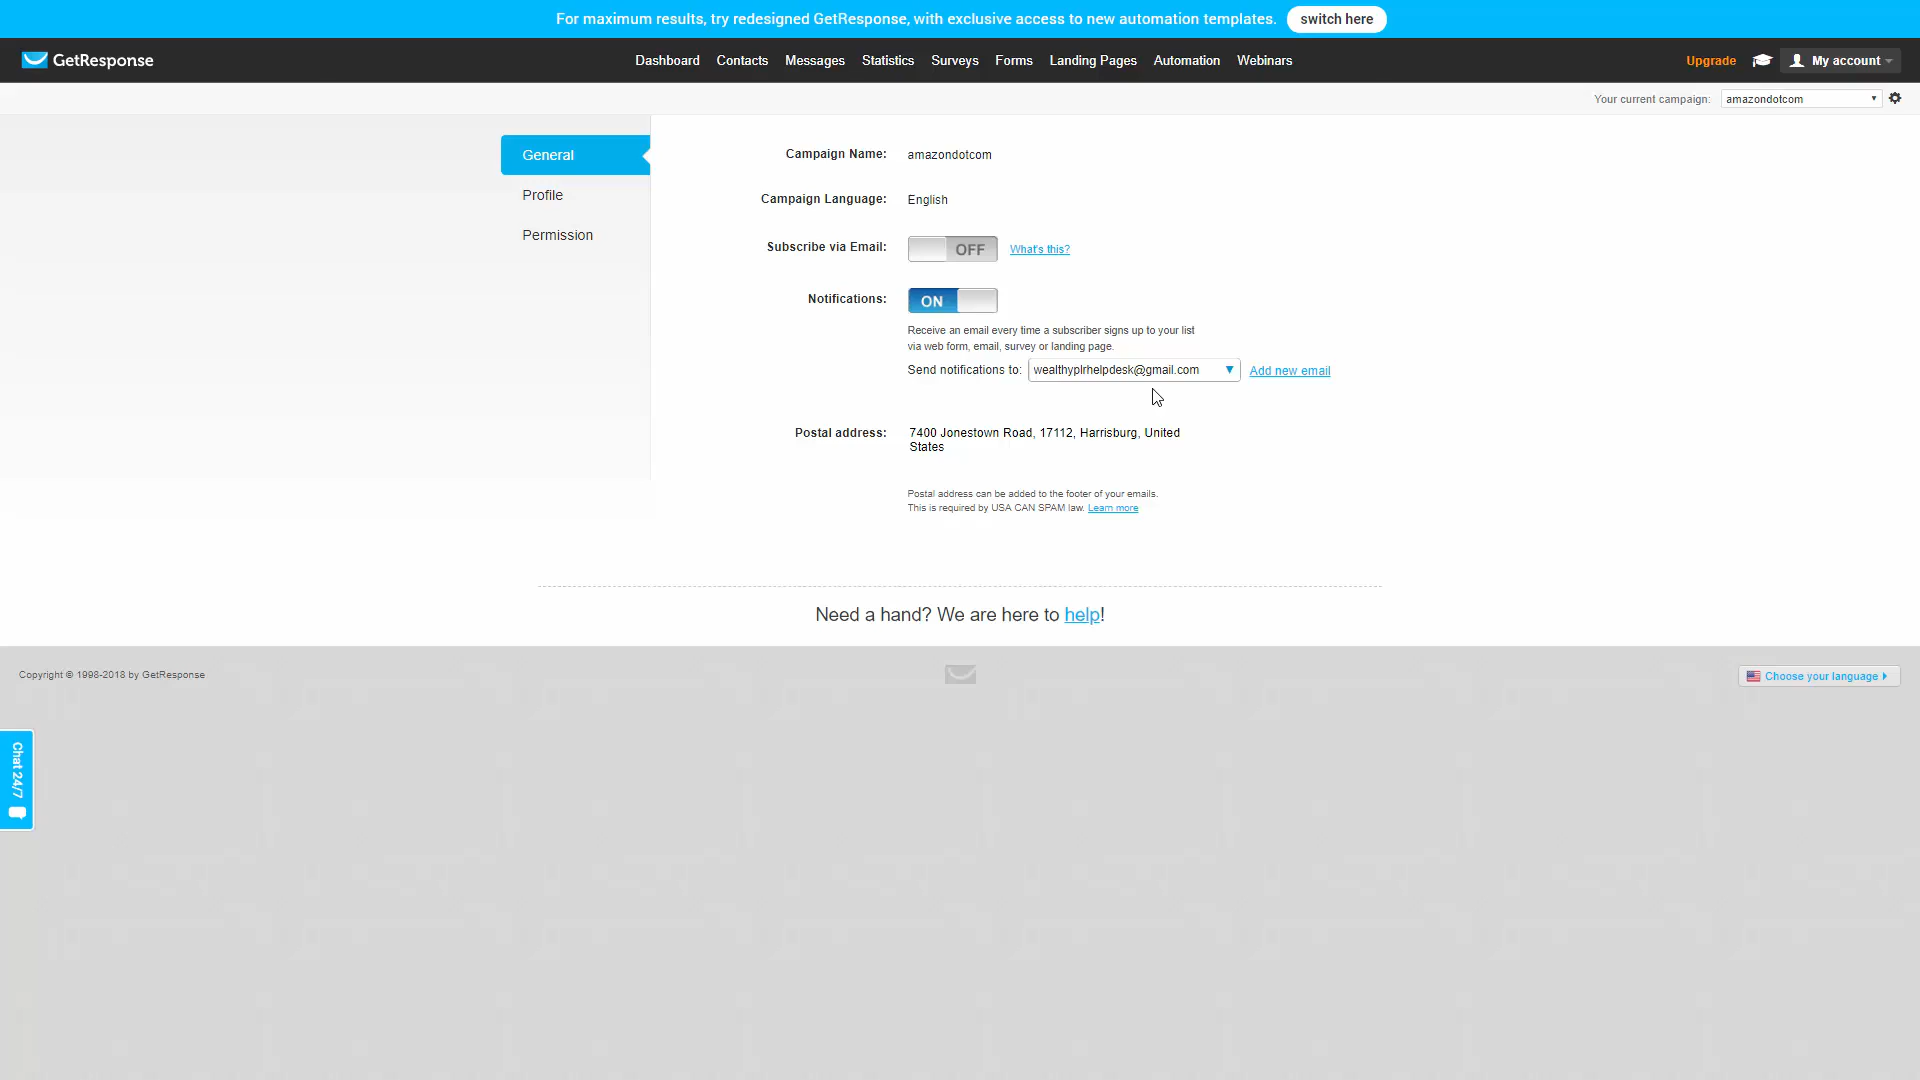 For maximum results, try redesigned GetResponse, with exclusive access to new automation templates. switch here
GetResponse
Dashboard Contacts Messages Statistics Surveys Forms Landing Pages Automation Webinars
Upgrade My account
Your current campaign: amazondotcom
General
Profile
Permission
Campaign Name: amazondotcom
Campaign Language: English
Subscribe via Email: OFF What's this?
Notifications: ON
Receive an email every time a subscriber signs up to your list
via web form, email, survey or landing page.
Send notifications to: wealthyplrhelpdesk@gmail.com Add new email
Postal address: 7400 Jonestown Road, 17112, Harrisburg, United
States
Postal address can be added to the footer of your emails.
This is required by USA CAN SPAM law. Learn more
Need a hand? We are here to help!
Copyright © 1998-2018 by GetResponse
Choose your language
Chat 24/7